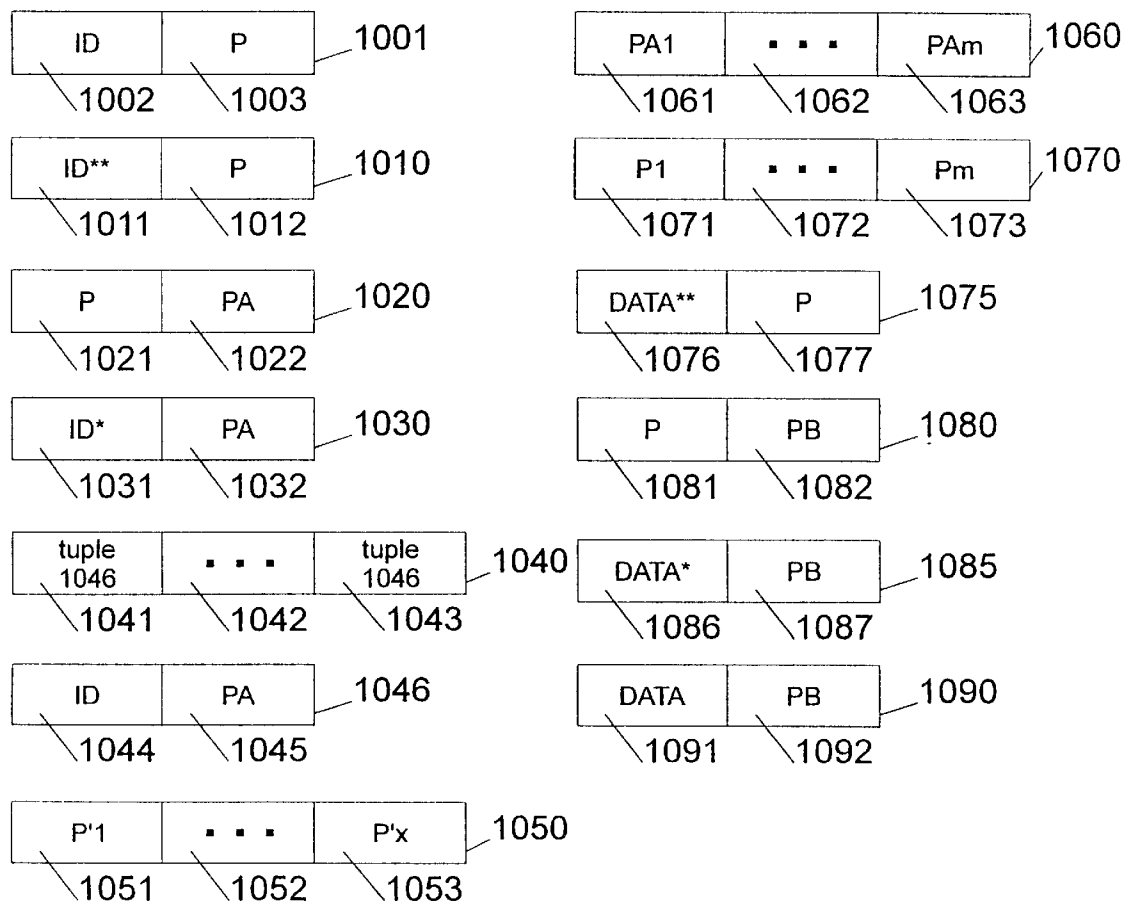 ID P 1001
1002 1003
ID** P 1010
1011 1012
P PA 1020
1021 1022
ID* PA 1030
1031 1032
tuple 1046 ▪ ▪ ▪ tuple 1046 1040
1041 1042 1043
ID PA 1046
1044 1045
P'1 ▪ ▪ ▪ P'x 1050
1051 1052 1053
PA1 ▪ ▪ ▪ PAm 1060
1061 1062 1063
P1 ▪ ▪ ▪ Pm 1070
1071 1072 1073
DATA** P 1075
1076 1077
P PB 1080
1081 1082
DATA* PB 1085
1086 1087
DATA PB 1090
1091 1092